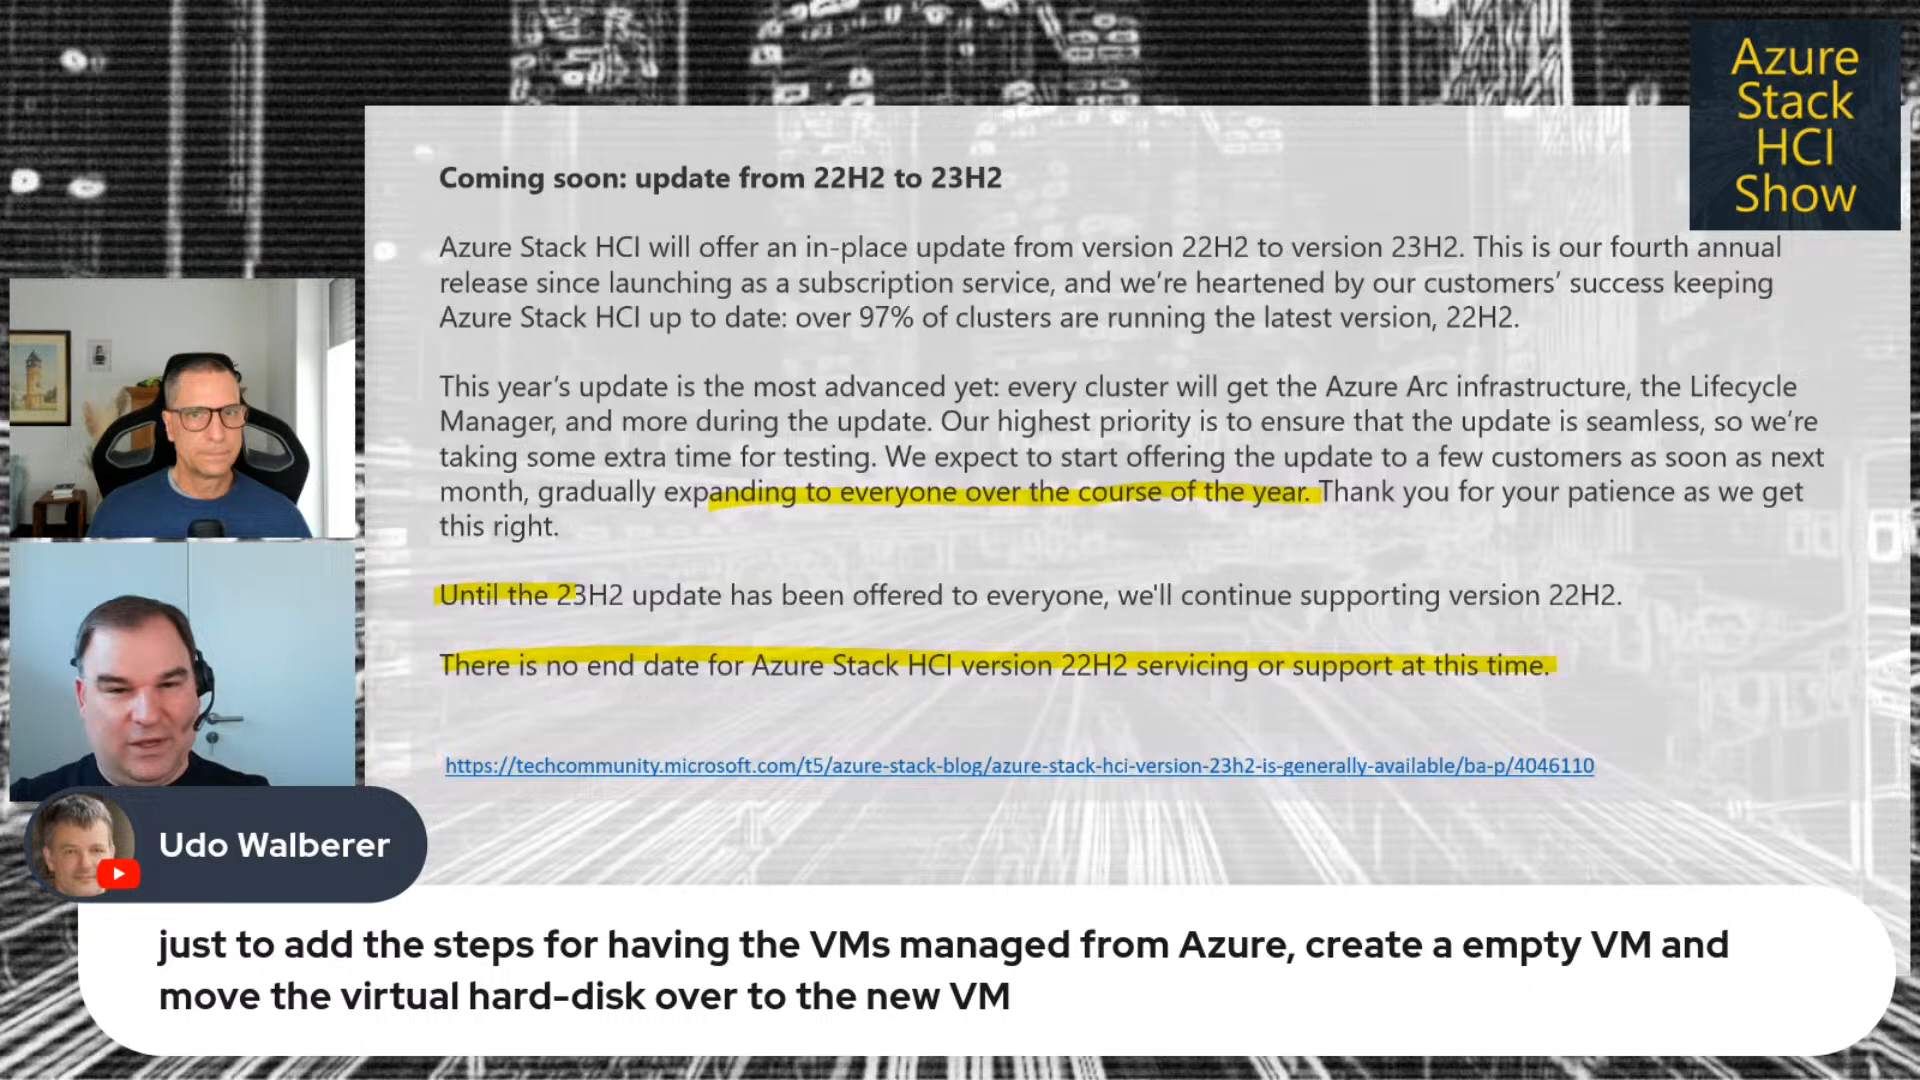 Azure
Stack
HCI
Show
Coming soon: update from 22H2 to 23H2
Azure Stack HCI will offer an in-place update from version 22H2 to version 23H2. This is our fourth annual
release since launching as a subscription service, and we’re heartened by our customers’ success keeping
Azure Stack HCI up to date: over 97% of clusters are running the latest version, 22H2.
This year’s update is the most advanced yet: every cluster will get the Azure Arc infrastructure, the Lifecycle
Manager, and more during the update. Our highest priority is to ensure that the update is seamless, so we’re
taking some extra time for testing. We expect to start offering the update to a few customers as soon as next
month, gradually expanding to everyone over the course of the year. Thank you for your patience as we get
this right.
Until the 23H2 update has been offered to everyone, we'll continue supporting version 22H2.
There is no end date for Azure Stack HCI version 22H2 servicing or support at this time.
https://techcommunity.microsoft.com/t5/azure-stack-blog/azure-stack-hci-version-23h2-is-generally-available/ba-p/4046110
Udo Walberer
just to add the steps for having the VMs managed from Azure, create a empty VM and
move the virtual hard-disk over to the new VM